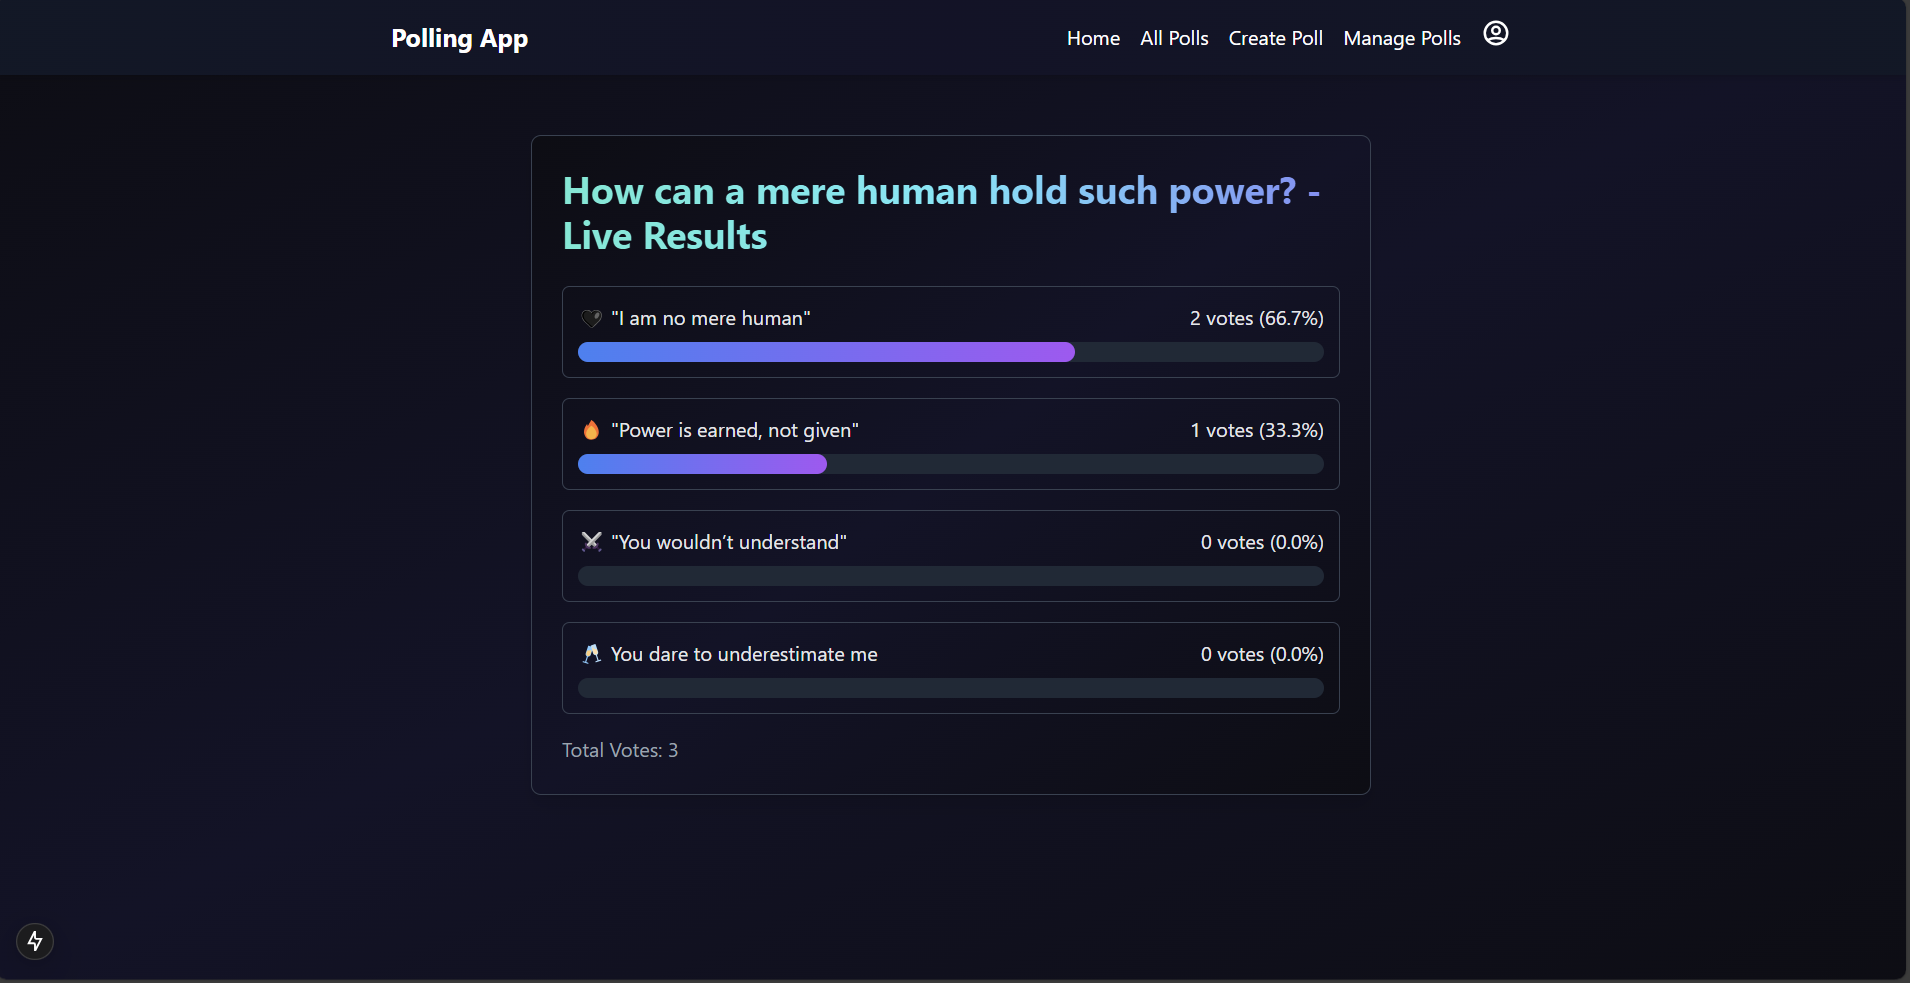 Polling App
Home All Polls Create Poll Manage Polls
How can a mere human hold such power? -
Live Results
🖤 "I am no mere human" 2 votes (66.7%)
🔥 "Power is earned, not given" 1 votes (33.3%)
⚔️ "You wouldn’t understand" 0 votes (0.0%)
🥂 You dare to underestimate me 0 votes (0.0%)
Total Votes: 3